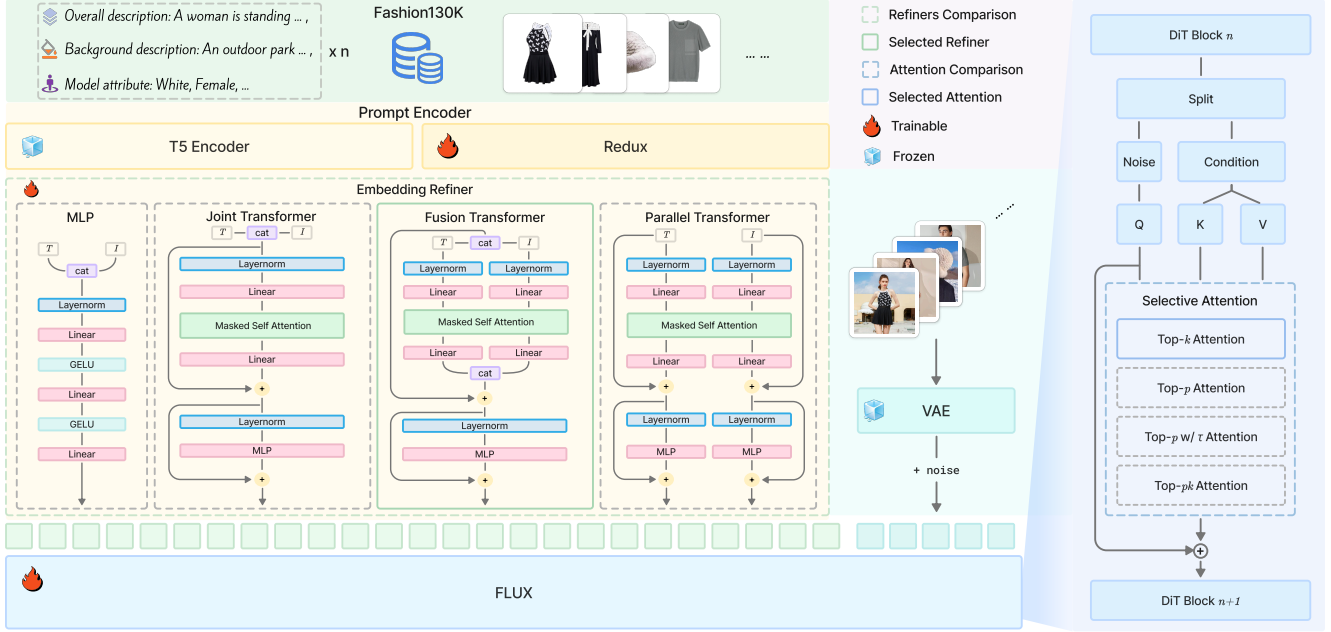 Overall description: A woman is standing ... ,
Background description: An outdoor park ... ,
Model attribute: White, Female, ...
x n
Fashion130K
... ...
Prompt Encoder
T5 Encoder
Redux
Embedding Refiner
MLP
T
I
cat
Layernorm
Linear
GELU
Linear
GELU
Linear
Joint Transformer
T
cat
I
Layernorm
Linear
Masked Self Attention
Linear
+
Layernorm
MLP
+
Fusion Transformer
T
cat
I
Layernorm
Layernorm
Linear
Linear
Masked Self Attention
Linear
Linear
cat
+
Layernorm
MLP
+
Parallel Transformer
T
I
Layernorm
Layernorm
Linear
Linear
Masked Self Attention
Linear
Linear
+
+
Layernorm
Layernorm
MLP
MLP
+
+
FLUX
Refiners Comparison
Selected Refiner
Attention Comparison
Selected Attention
Trainable
Frozen
VAE
+ noise
DiT Block n
Split
Noise
Condition
Q
K
V
Selective Attention
Top-k Attention
Top-p Attention
Top-p w/ τ Attention
Top-pk Attention
+
DiT Block n+1